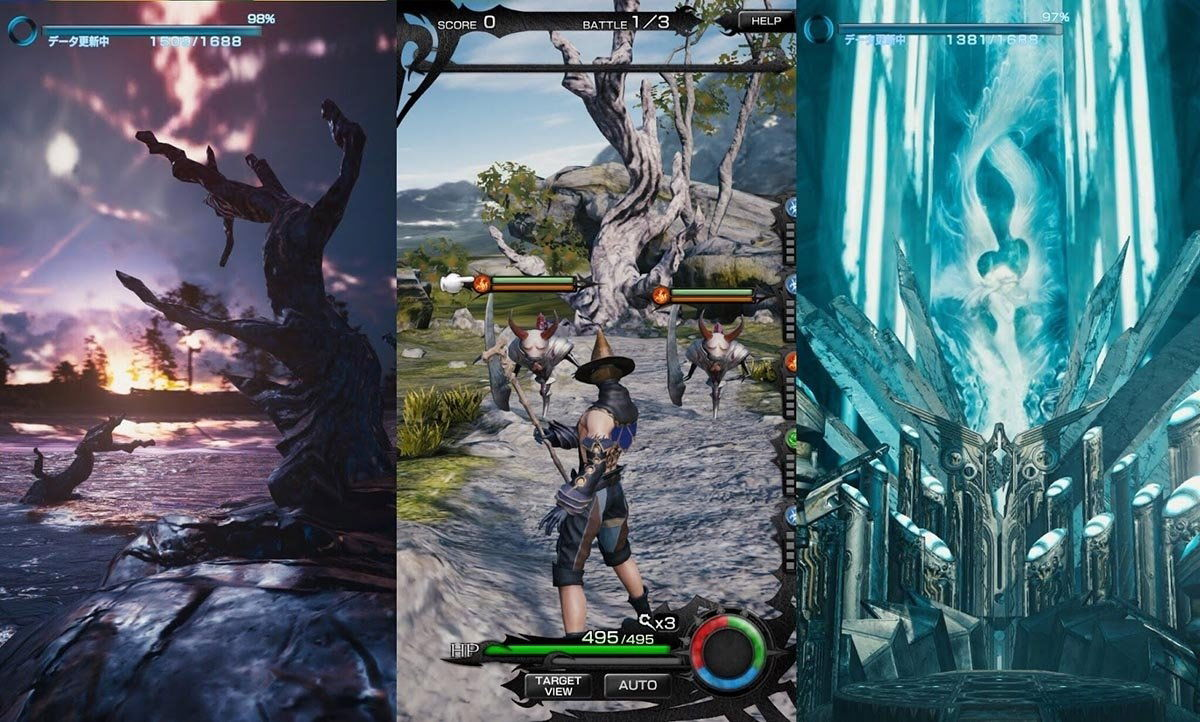 98%
データ更新中
1509/1688
SCORE 0
BATTLE 1/3
HELP
x3
495/495
HP
TARGET
VIEW
AUTO
97%
データ更新中
1381/1688